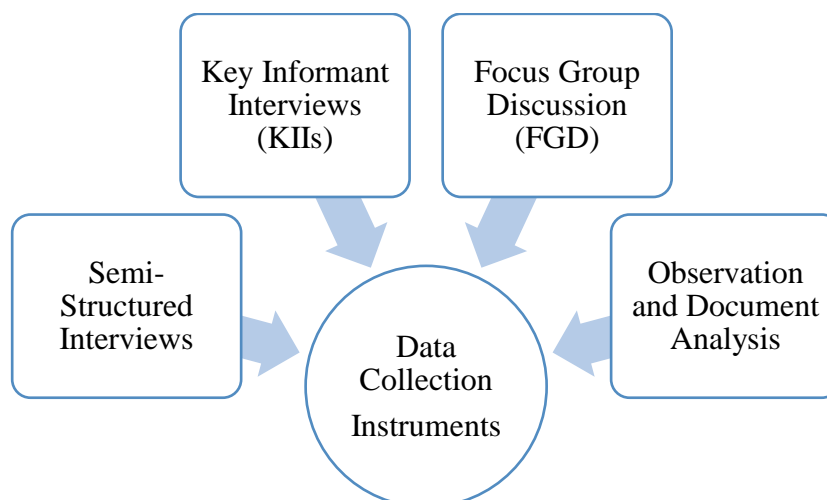 Key Informant
Interviews
(KIIs)
Focus Group
Discussion
(FGD)
Semi-
Structured
Interviews
Observation
and Document
Analysis
Data
Collection
Instruments